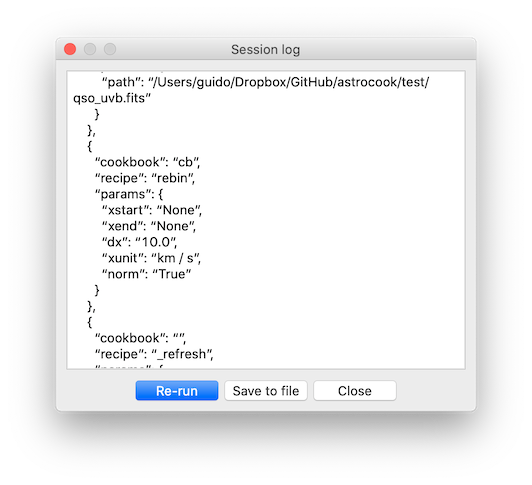 Session log
“path”: “/Users/guido/Dropbox/GitHub/astrocook/test/
qso_uvb.fits”
}
},
{
“cookbook”: “cb”,
“recipe”: “rebin”,
“params”: {
“xstart”: “None”,
“xend”: “None”,
“dx”: “10.0”,
“xunit”: “km / s”,
“norm”: “True”
}
},
{
“cookbook”: “”,
“recipe”: “_refresh”,
“params”: {
Re-run Save to file Close